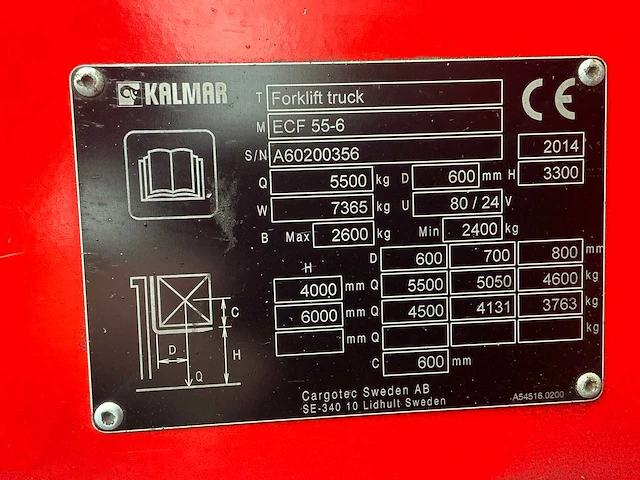 KALMAR
T Forklift truck
CE
M ECF 55-6
S/N A60200356 2014
Q 5500 kg D 600 mm H 3300
W 7365 kg U 80 / 24 V
B Max 2600 kg Min 2400 kg
H D 600 700 800 mm
4000 mm Q 5500 5050 4600 kg
6000 mm Q 4500 4131 3763 kg
mm Q kg
C 600 mm
C
D H
Q
Cargotec Sweden AB
SE-340 10 Lidhult Sweden
A54516.0200